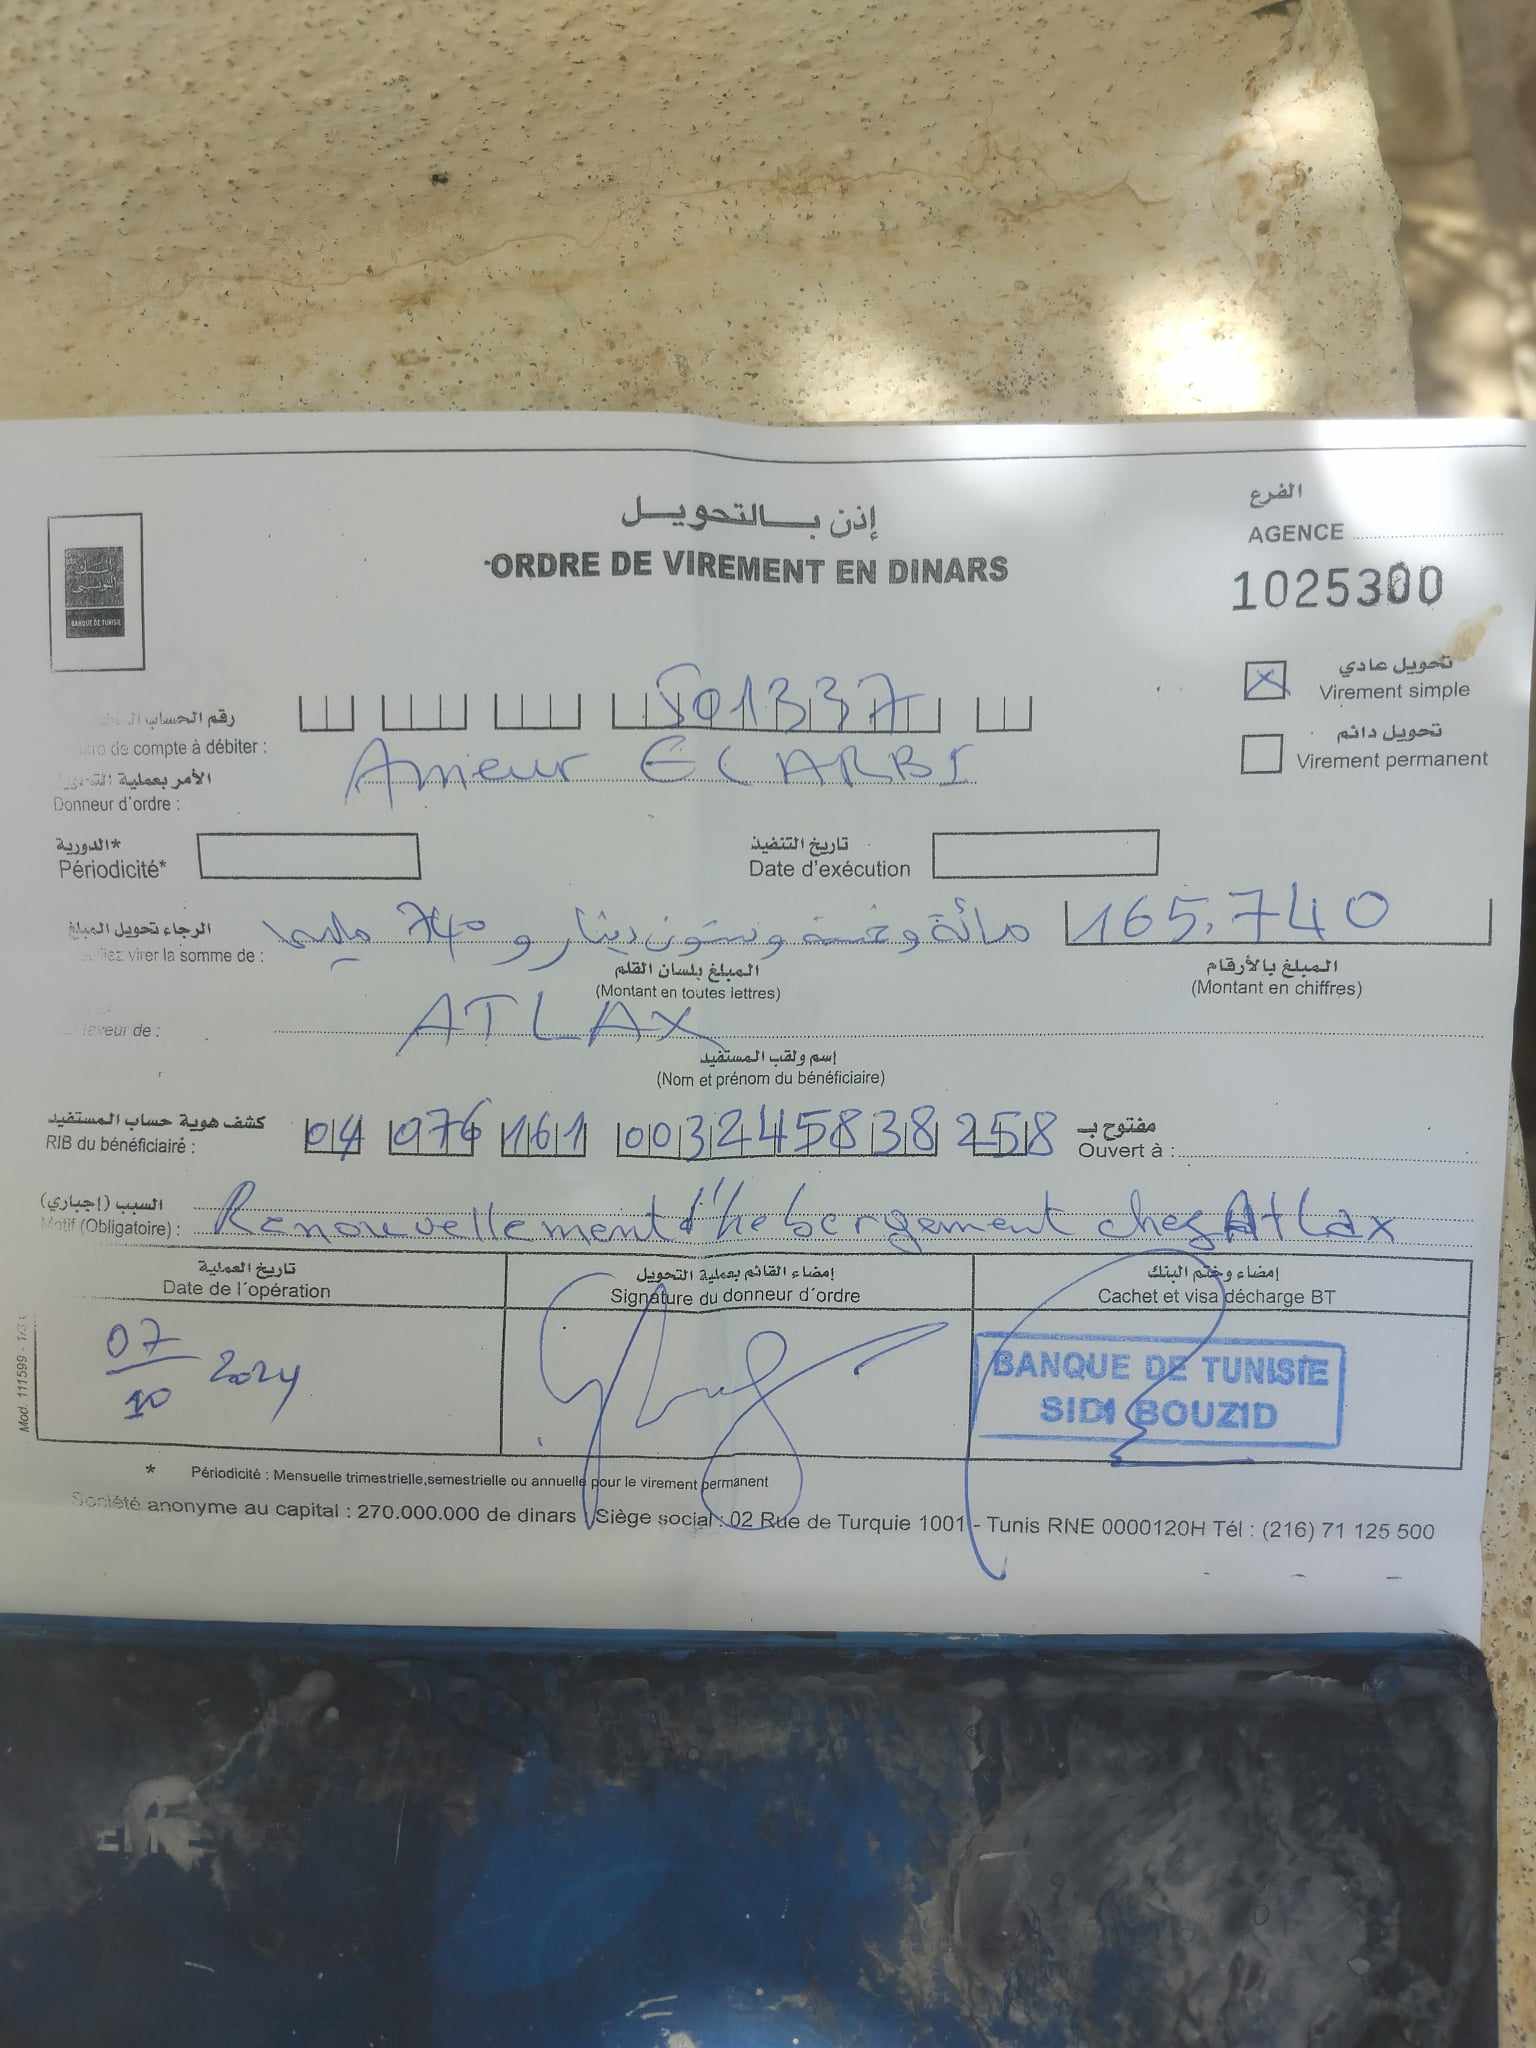 الفرع
AGENCE
إذن بـالتحويـل
ORDRE DE VIREMENT EN DINARS
1025300
BANQUE DE TUNISIE
تحويل عادي
Virement simple
تحويل دائم
Virement permanent
رقم الحساب
de compte à débiter :
501337
الأمر بعملية
Donneur d'ordre :
Ameur ELARBI
الدورية*
Périodicité*
تاريخ التنفيذ
Date d'exécution
الرجاء تحويل المبلغ
virer la somme de :
مائة وخمسة وستون دينار و 740 مليما
165,740
المبلغ بلسان القلم
(Montant en toutes lettres)
المبلغ بالأرقام
(Montant en chiffres)
faveur de :
ATLAX
إسم ولقب المستفيد
(Nom et prénom du bénéficiaire)
كشف هوية حساب المستفيد
RIB du bénéficiaire :
04 076 161 003245838 258
مفتوح بـ
Ouvert à :
السبب (إجباري)
Motif (Obligatoire) :
Renouvellement d'hebergement chez Atlax
تاريخ العملية
Date de l'opération
إمضاء القائم بعملية التحويل
Signature du donneur d'ordre
إمضاء وختم البنك
Cachet et visa décharge BT
07/10 2024
BANQUE DE TUNISIE
SIDI BOUZID
Mod. 111599
* Périodicité : Mensuelle trimestrielle,semestrielle ou annuelle pour le virement permanent
Société anonyme au capital : 270.000.000 de dinars - Siège social : 02 Rue de Turquie 1001 - Tunis RNE 0000120H Tél : (216) 71 125 500